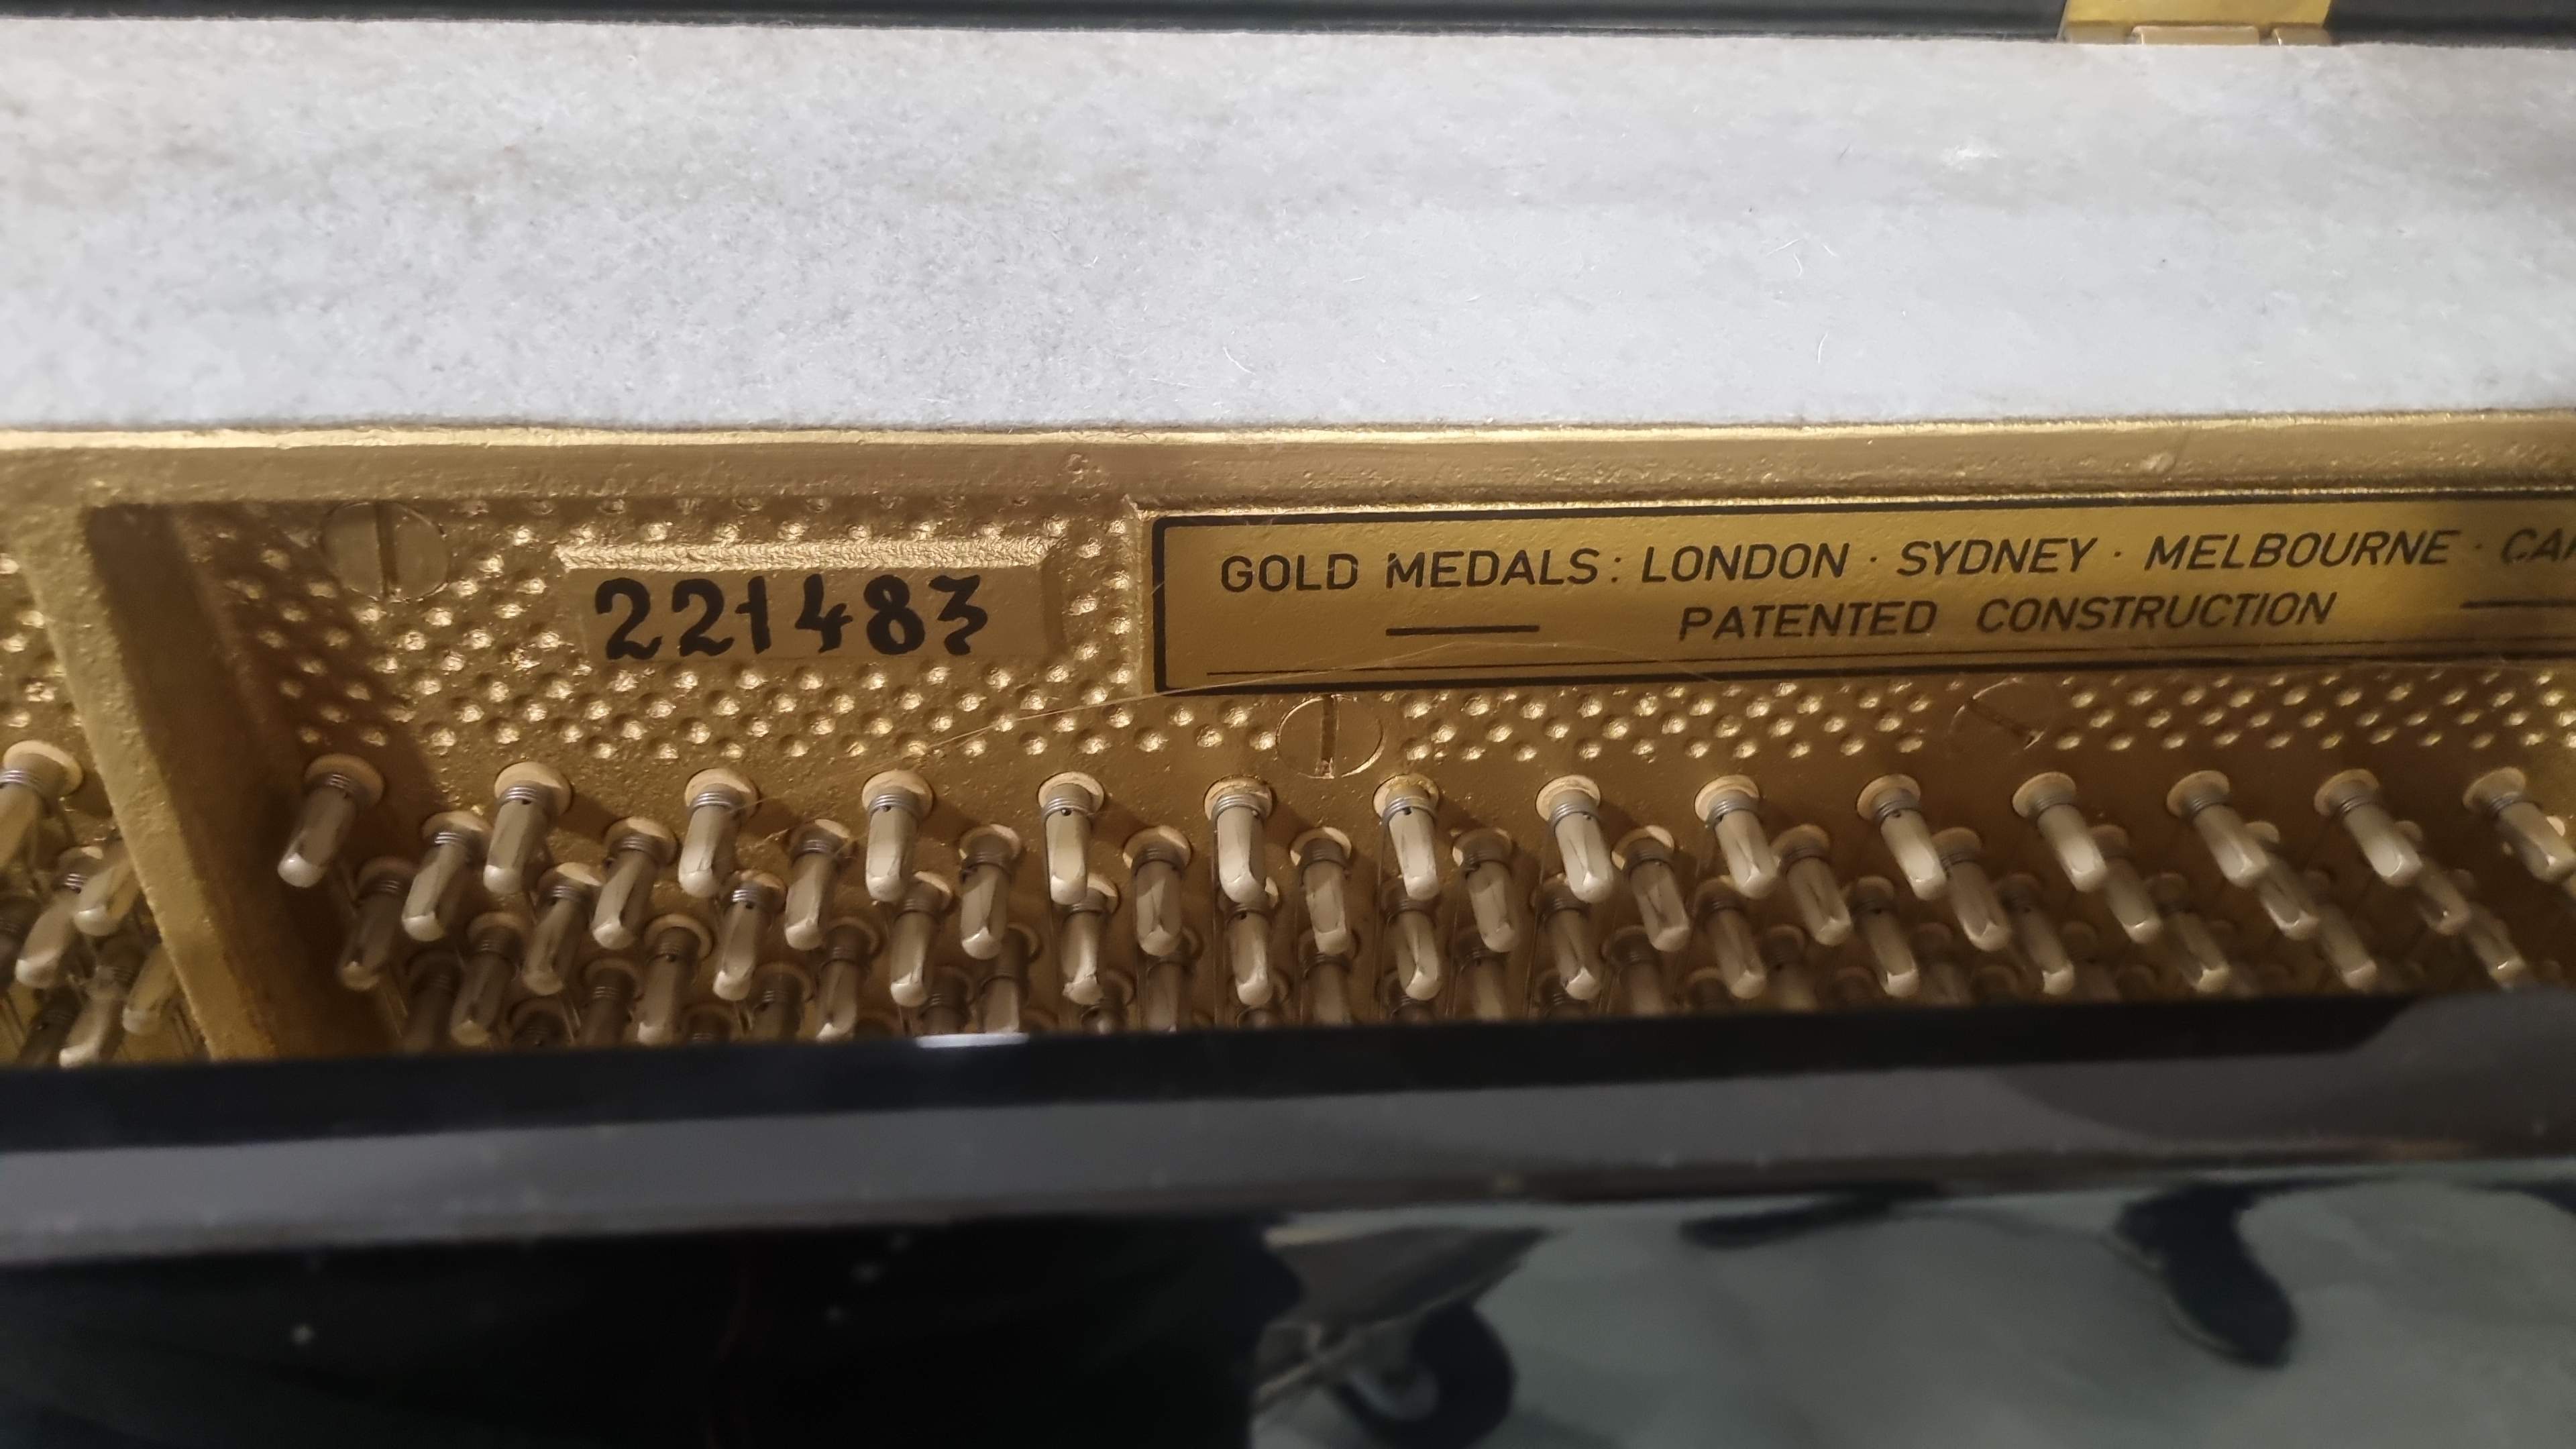 221483
GOLD MEDALS: LONDON · SYDNEY · MELBOURNE ·
PATENTED CONSTRUCTION